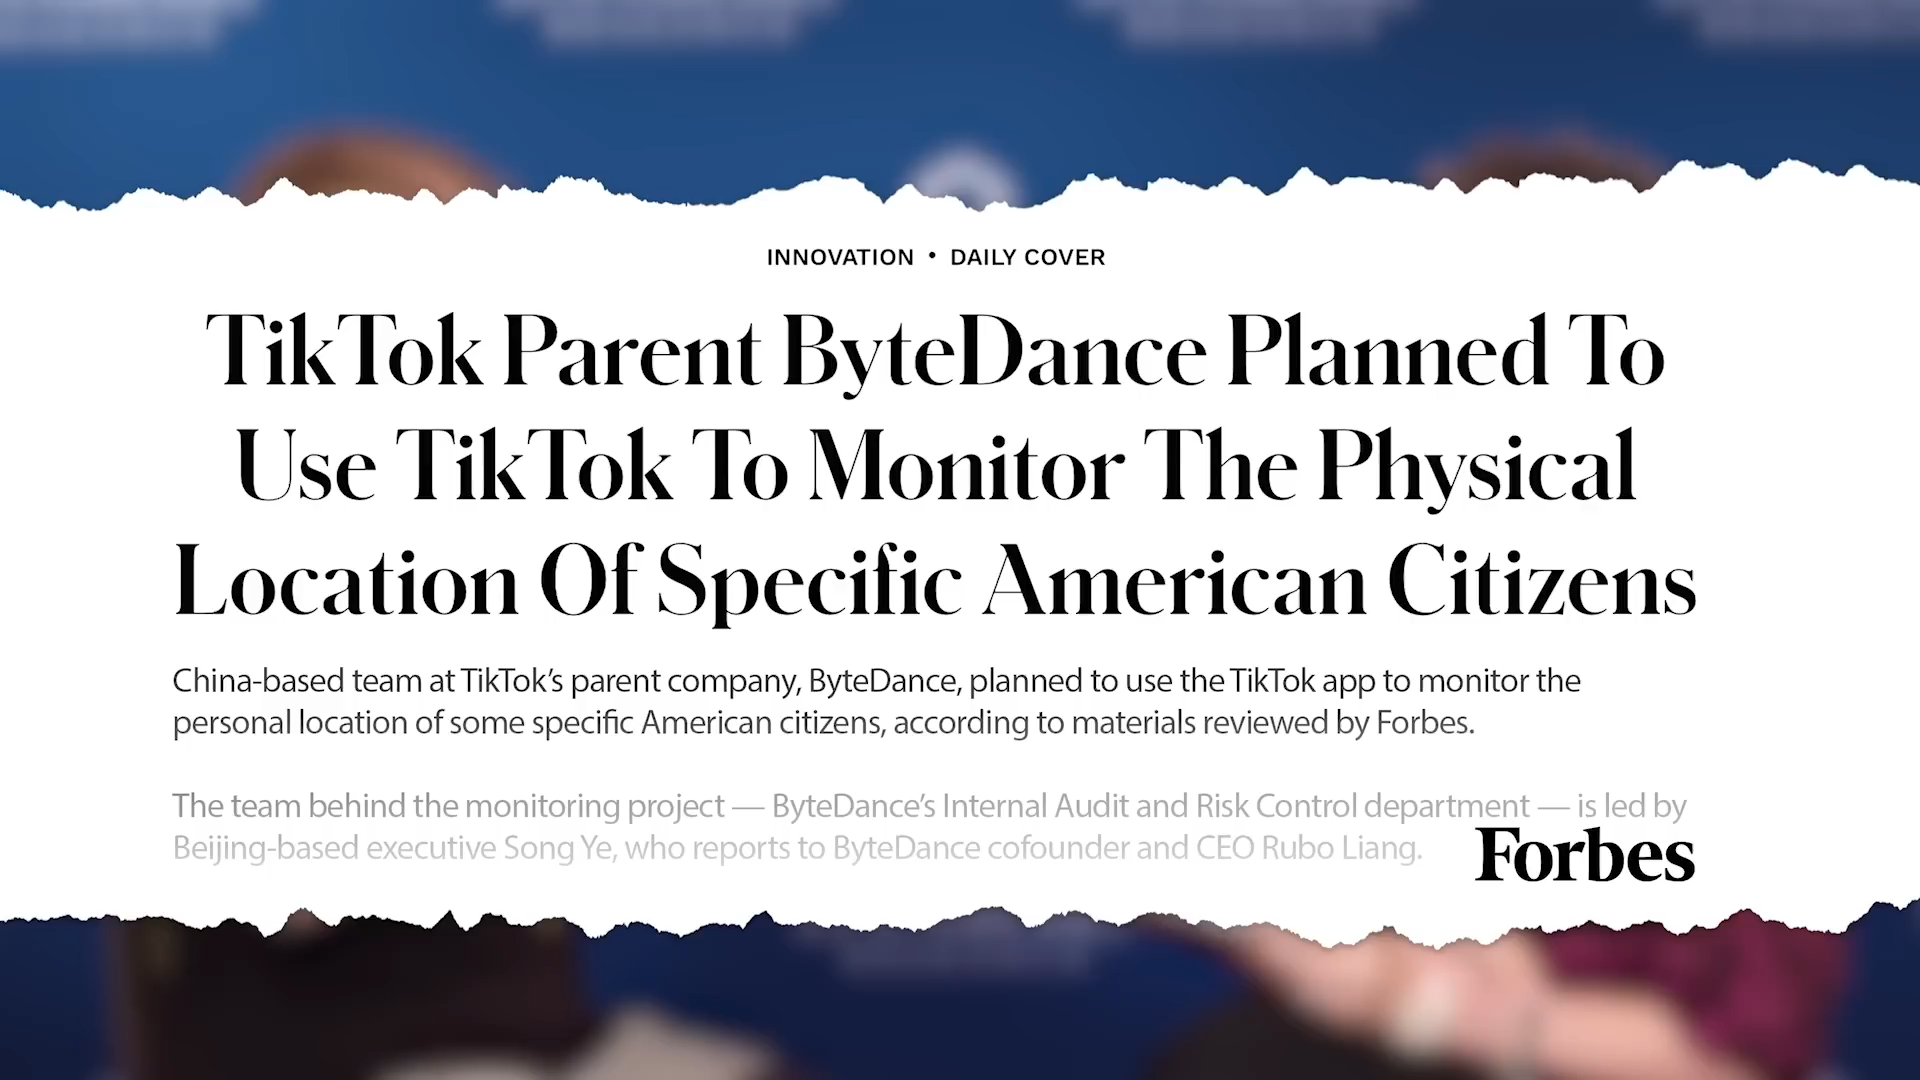 INNOVATION • DAILY COVER
TikTok Parent ByteDance Planned To
Use TikTok To Monitor The Physical
Location Of Specific American Citizens
China-based team at TikTok’s parent company, ByteDance, planned to use the TikTok app to monitor the
personal location of some specific American citizens, according to materials reviewed by Forbes.
The team behind the monitoring project — ByteDance’s Internal Audit and Risk Control department — is led by
Beijing-based executive Song Ye, who reports to ByteDance cofounder and CEO Rubo Liang.
Forbes